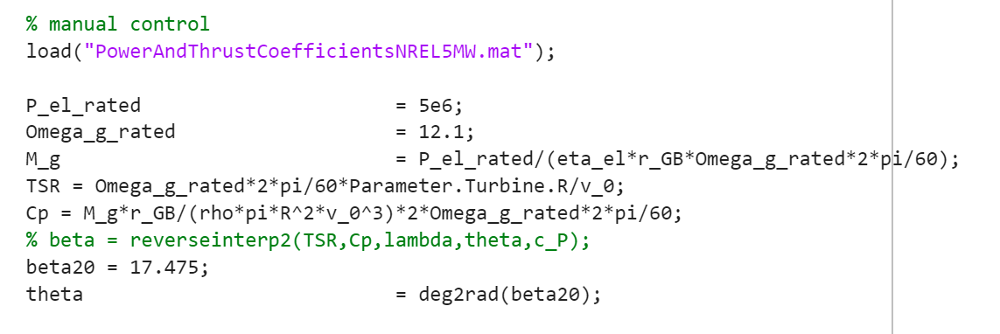 % manual control
load("PowerAndThrustCoefficientsNREL5MW.mat");
P_el_rated = 5e6;
Omega_g_rated = 12.1;
M_g = P_el_rated/(eta_el*r_GB*Omega_g_rated*2*pi/60);
TSR = Omega_g_rated*2*pi/60*Parameter.Turbine.R/v_0;
Cp = M_g*r_GB/(rho*pi*R^2*v_0^3)*2*Omega_g_rated*2*pi/60;
% beta = reverseinterp2(TSR,Cp,lambda,theta,c_P);
beta20 = 17.475;
theta = deg2rad(beta20);